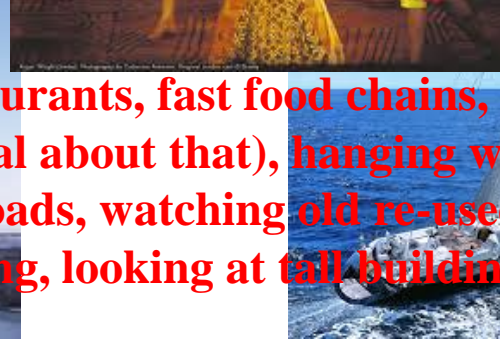 urants, fast food chains,
al about that), hanging w
oads, watching old re-use
ng, looking at tall buildin